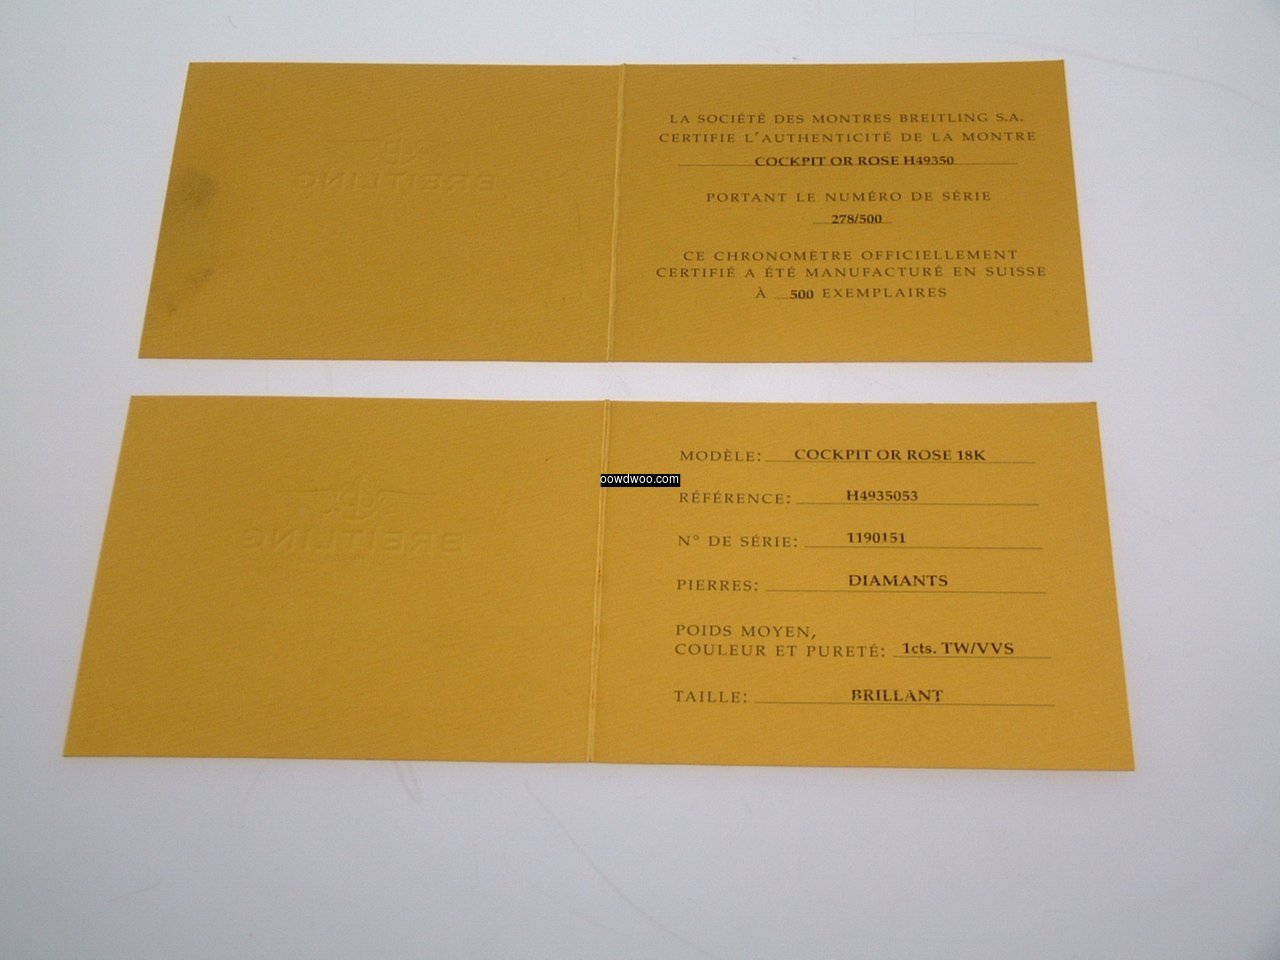 BREITLING
LA SOCIÉTÉ DES MONTRES BREITLING S.A.
CERTIFIE L'AUTHENTICITÉ DE LA MONTRE
COCKPIT OR ROSE H49350
PORTANT LE NUMÉRO DE SÉRIE
278/500
CE CHRONOMÈTRE OFFICIELLEMENT
CERTIFIÉ A ÉTÉ MANUFACTURÉ EN SUISSE
À 500 EXEMPLAIRES
BREITLING
MODÈLE: COCKPIT OR ROSE 18K
oowdwoo.com
RÉFÉRENCE: H4935053
N° DE SÉRIE: 1190151
PIERRES: DIAMANTS
POIDS MOYEN,
COULEUR ET PURETÉ: 1cts. TW/VVS
TAILLE: BRILLANT